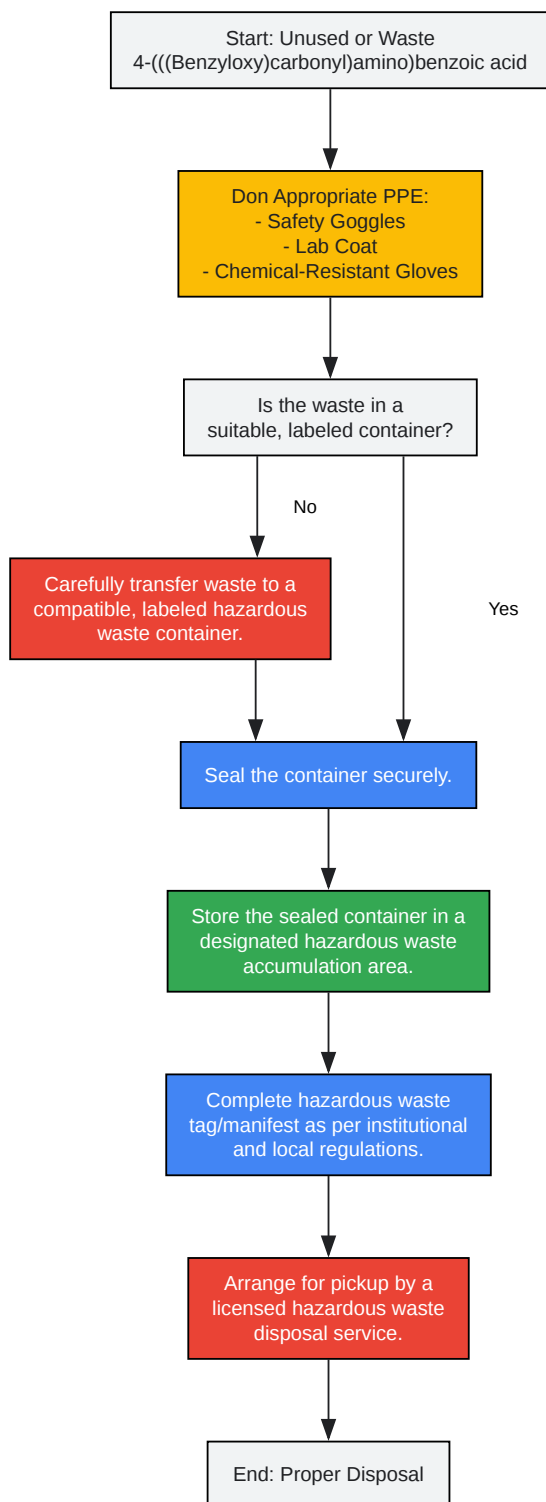 Start: Unused or Waste
4-(((Benzyloxy)carbonyl)amino)benzoic acid
Don Appropriate PPE:
- Safety Goggles
- Lab Coat
- Chemical-Resistant Gloves
Is the waste in a
suitable, labeled container?
No
Carefully transfer waste to a
compatible, labeled hazardous
waste container.
Yes
Seal the container securely.
Store the sealed container in a
designated hazardous waste
accumulation area.
Complete hazardous waste
tag/manifest as per institutional
and local regulations.
Arrange for pickup by a
licensed hazardous waste
disposal service.
End: Proper Disposal